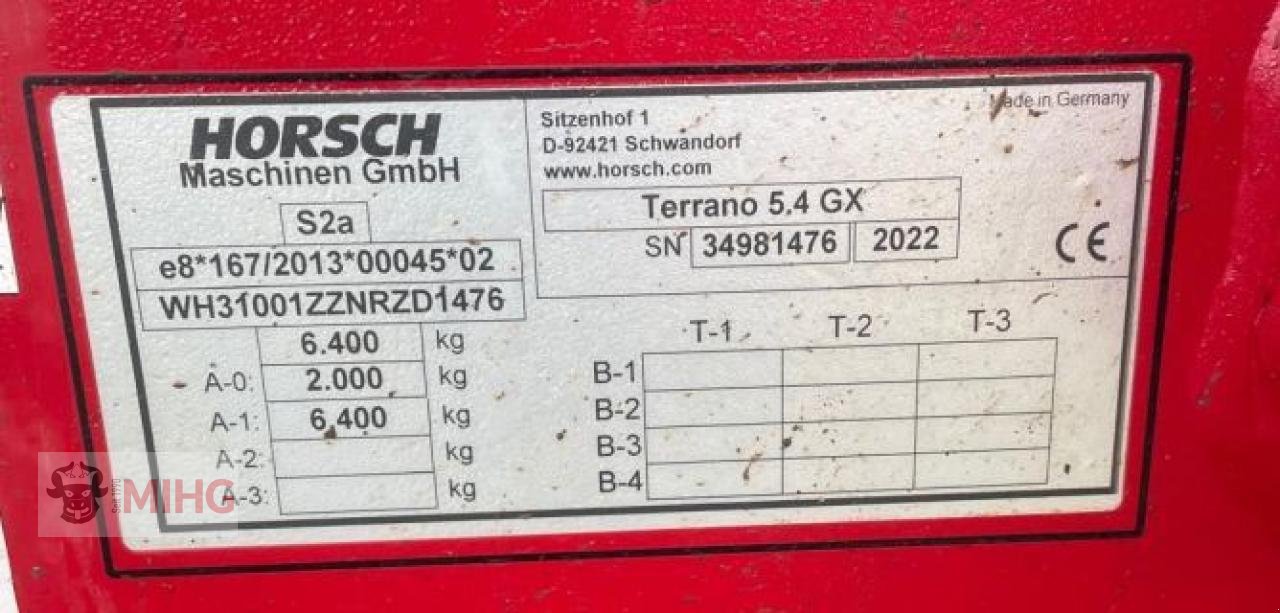 HORSCH
Maschinen GmbH
S2a
e8*167/2013*00045*02
WH31001ZZNRZD1476
6.400 kg
A-0: 2.000 kg
A-1: 6.400 kg
A-2: kg
A-3: kg
Sitzenhof 1
D-92421 Schwandorf
www.horsch.com
Made in Germany
Terrano 5.4 GX
SN 34981476 2022
CE
T-1 T-2 T-3
B-1
B-2
B-3
B-4
MIHG
Seit 1990